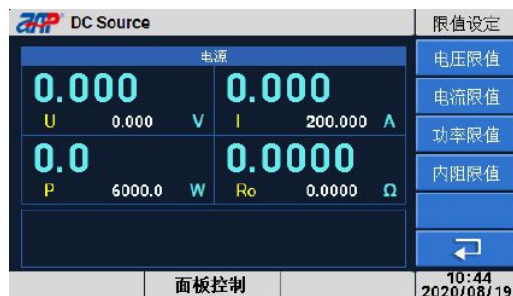 DC Source 限值设定
电源
电压限值
0.000 0.000
电流限值
U 0.000 V I 200.000 A
功率限值
0.0 0.0000
内阻限值
P 6000.0 W Ro 0.0000 Ω
面板控制
10:44
2020/08/19